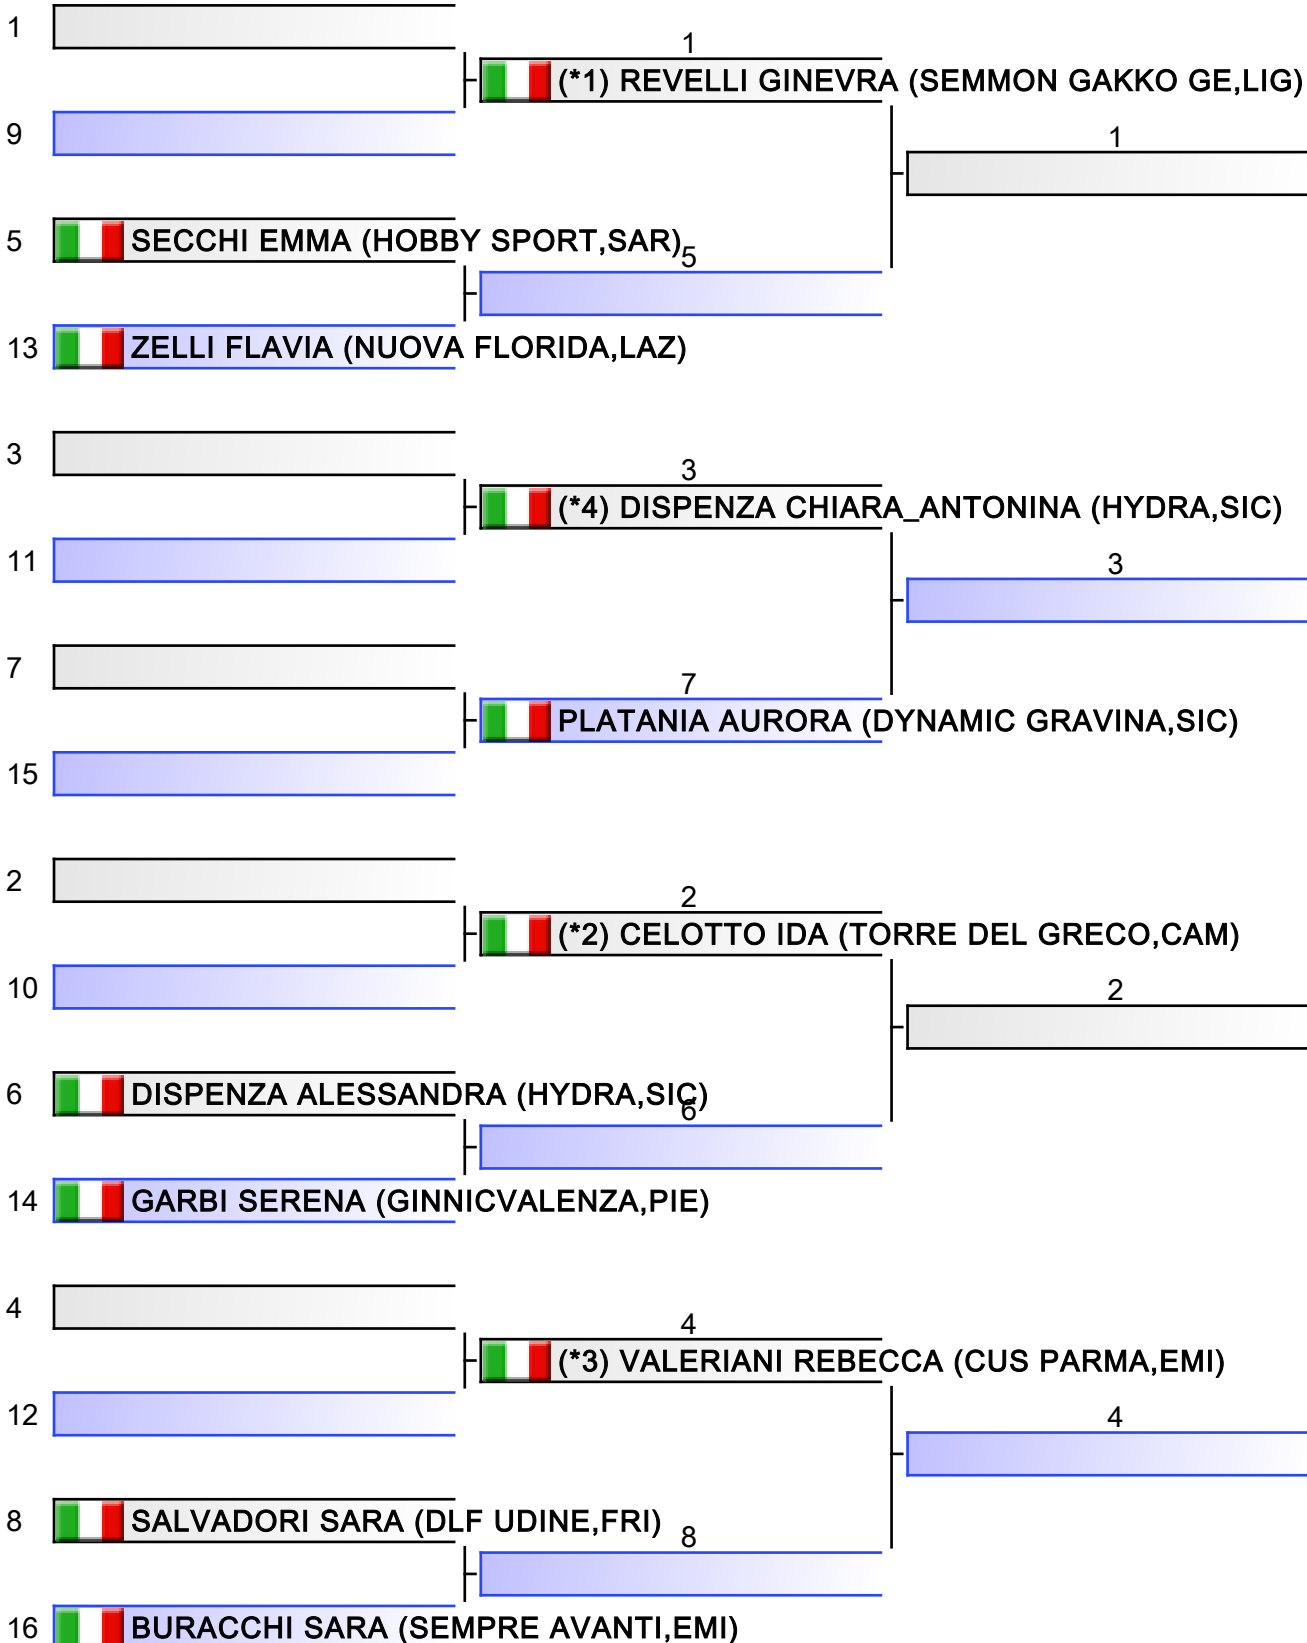 1
1
(*1) REVELLI GINEVRA (SEMMON GAKKO GE,LIG)
9
1
5
SECCHI EMMA (HOBBY SPORT,SAR)
5
13
ZELLI FLAVIA (NUOVA FLORIDA,LAZ)
3
3
(*4) DISPENZA CHIARA_ANTONINA (HYDRA,SIC)
11
3
7
7
PLATANIA AURORA (DYNAMIC GRAVINA,SIC)
15
2
2
(*2) CELOTTO IDA (TORRE DEL GRECO,CAM)
10
2
6
DISPENZA ALESSANDRA (HYDRA,SIC)
6
14
GARBI SERENA (GINNICVALENZA,PIE)
4
4
(*3) VALERIANI REBECCA (CUS PARMA,EMI)
12
4
8
SALVADORI SARA (DLF UDINE,FRI)
8
16
BURACCHI SARA (SEMPRE AVANTI,EMI)